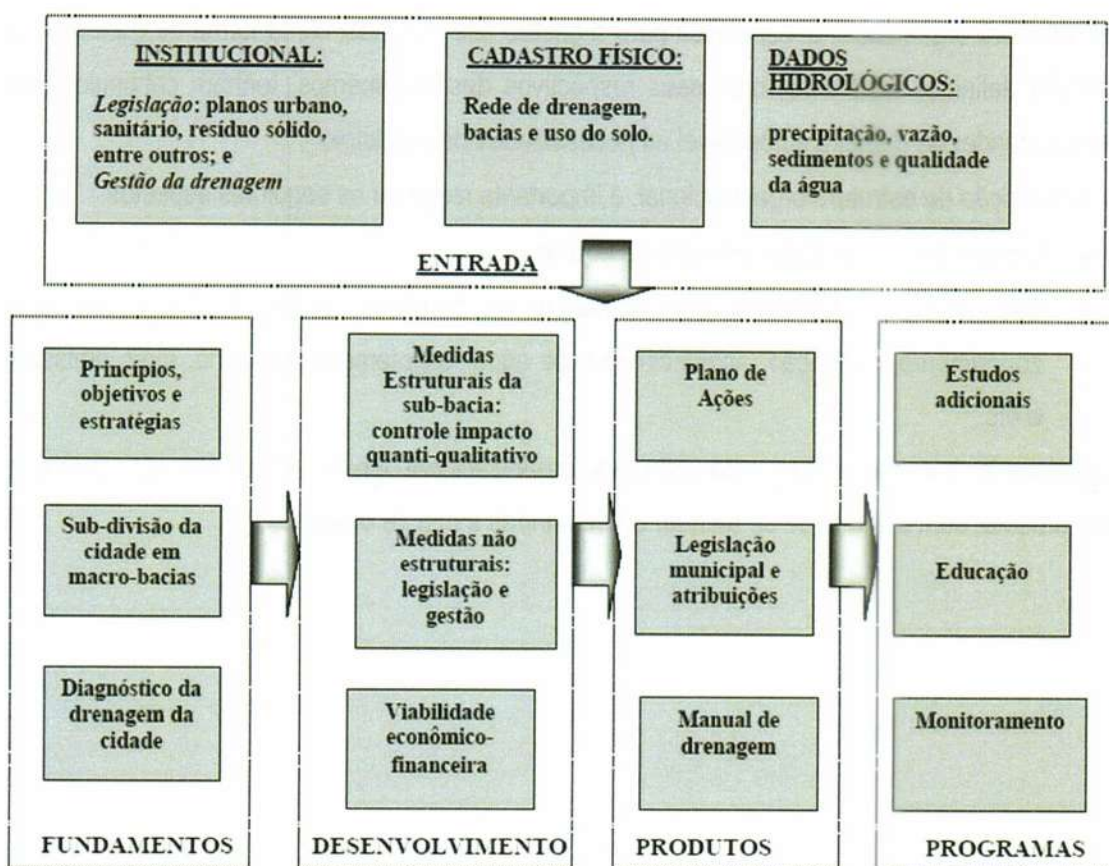 INSTITUCIONAL:
Legislação: planos urbano,
sanitário, resíduo sólido,
entre outros; e
Gestão da drenagem
CADASTRO FÍSICO:
Rede de drenagem,
bacias e uso do solo.
DADOS
HIDROLÓGICOS:
precipitação, vazão,
sedimentos e qualidade
da água
ENTRADA
Princípios,
objetivos e
estratégias
Sub-divisão da
cidade em
macro-bacias
Diagnóstico da
drenagem da
cidade
FUNDAMENTOS
Medidas
Estruturais da
sub-bacia:
controle impacto
quanti-qualitativo
Medidas não
estruturais:
legislação e
gestão
Viabilidade
econômico-
financeira
DESENVOLVIMENTO
Plano de
Ações
Legislação
municipal e
atribuições
Manual de
drenagem
PRODUTOS
Estudos
adicionais
Educação
Monitoramento
PROGRAMAS